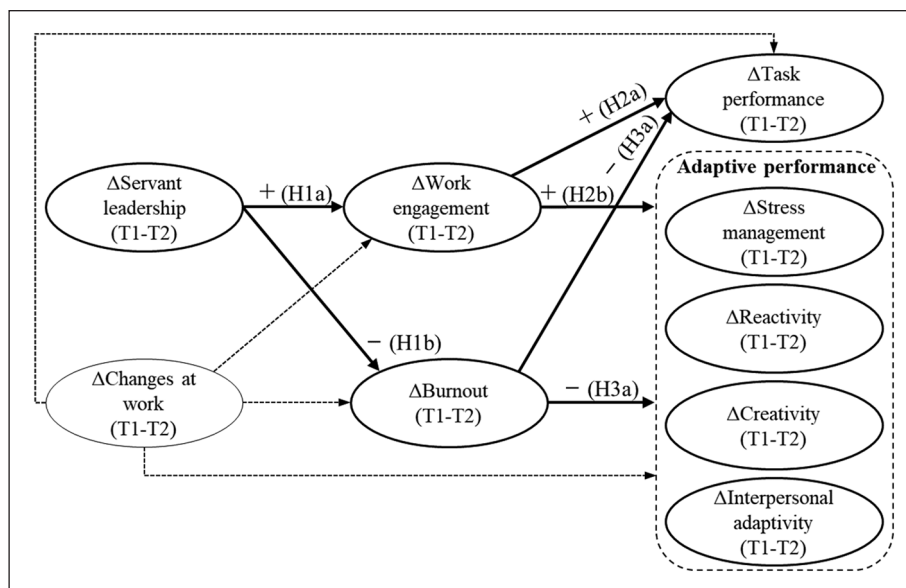 ΔTask
performance
(T1-T2)
+ (H2a)
− (H3a)
Adaptive performance
ΔServant
leadership
(T1-T2)
+ (H1a)
ΔWork
engagement
(T1-T2)
+ (H2b)
ΔStress
management
(T1-T2)
ΔReactivity
(T1-T2)
− (H1b)
ΔChanges at
work
(T1-T2)
ΔBurnout
(T1-T2)
− (H3a)
ΔCreativity
(T1-T2)
ΔInterpersonal
adaptivity
(T1-T2)